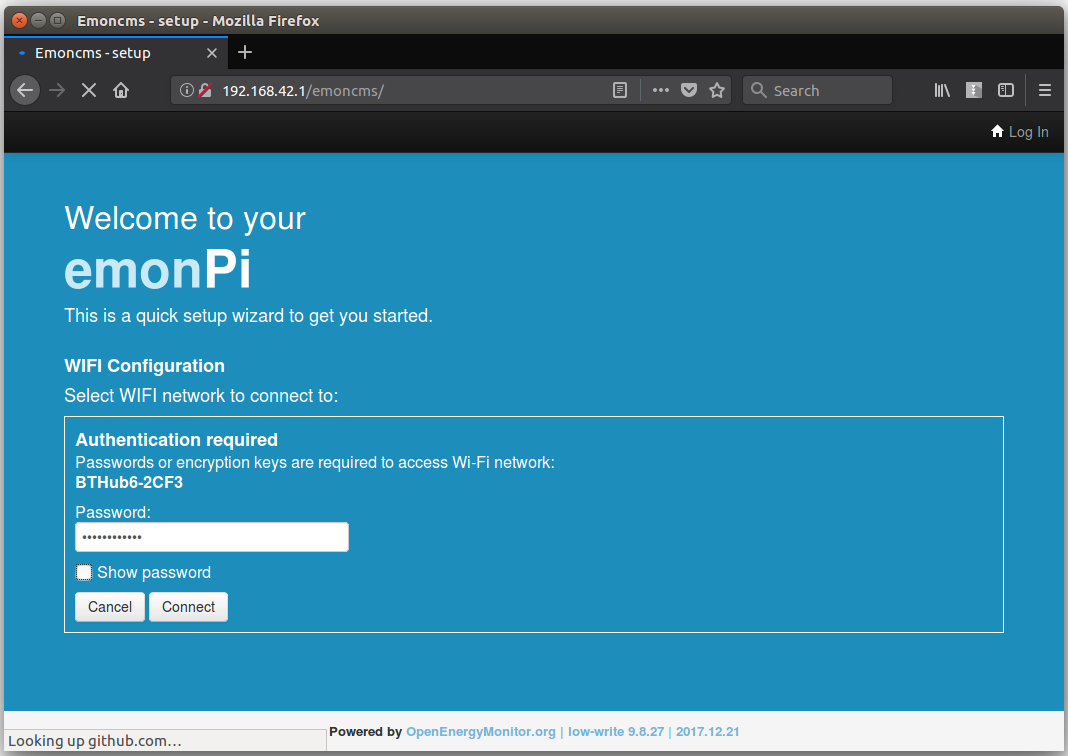 Emoncms - setup - Mozilla Firefox
Emoncms - setup
192.168.42.1/emoncms/
Search
Log In
Welcome to your
emonPi
This is a quick setup wizard to get you started.
WIFI Configuration
Select WIFI network to connect to:
Authentication required
Passwords or encryption keys are required to access Wi-Fi network:
BTHub6-2CF3
Password:
••••••••••••
Show password
Cancel Connect
Powered by OpenEnergyMonitor.org | low-write 9.8.27 | 2017.12.21
Looking up github.com…